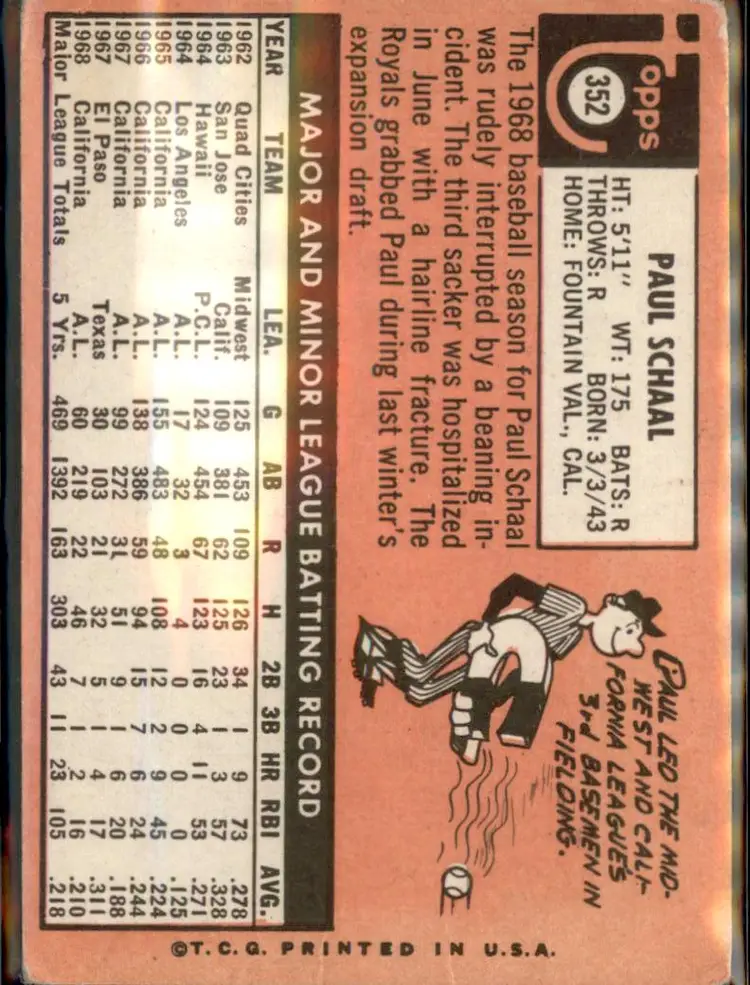 topps
352
PAUL SCHAAL
HT: 5'11" WT: 175 BATS: R
THROWS: R BORN: 3/3/43
HOME: FOUNTAIN VAL., CAL.
The 1968 baseball season for Paul Schaal
was rudely interrupted by a beaning in-
cident. The third sacker was hospitalized
in June with a hairline fracture. The
Royals grabbed Paul during last winter's
expansion draft.
PAUL LED THE MID-
WEST AND CALI-
FORNIA LEAGUE'S
3rd BASEMEN IN
FIELDING.
MAJOR AND MINOR LEAGUE BATTING RECORD
YEAR TEAM LEA. G AB R H 2B 3B HR RBI AVG.
1962 Quad Cities Midwest 125 453 109 126 34 1 9 73 .278
1963 San Jose Calif. 109 381 62 125 23 1 3 57 .328
1964 Hawaii P.C.L. 124 454 67 123 16 4 11 53 .271
1964 Los Angeles A.L. 17 32 3 4 0 0 0 0 .125
1965 California A.L. 155 483 48 108 12 2 9 45 .224
1966 California A.L. 138 386 59 94 15 7 6 24 .244
1967 California A.L. 99 272 31 51 9 1 6 20 .188
1967 El Paso Texas 30 103 21 32 5 1 4 17 .311
1968 California A.L. 60 219 22 46 7 1 2 16 .210
Major League Totals 5 Yrs. 469 1392 163 303 43 11 23 105 .218
©T.C.G. PRINTED IN U.S.A.